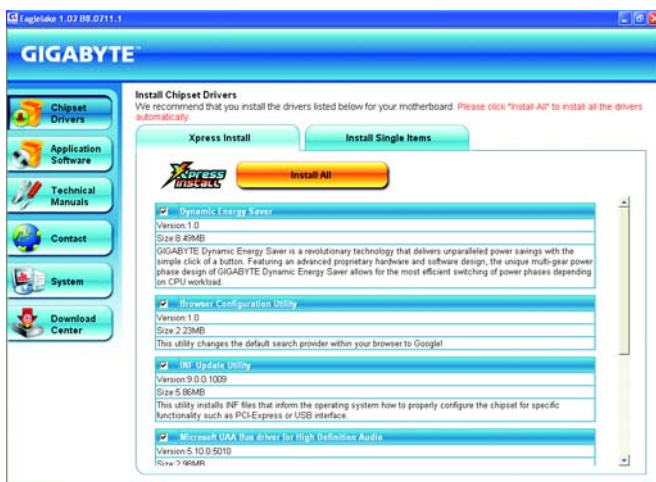 Eaglelake 1.07 B8.0711.1
GIGABYTE™
Chipset
Drivers
Application
Software
Technical
Manuals
Contact
System
Download
Center
Install Chipset Drivers
We recommend that you install the drivers listed below for your motherboard. Please click "Install All" to install all the drivers
automatically.
Xpress Install
Install Single Items
Xpress
Install
Install All
Dynamic Energy Saver
Version:1.0
Size:8.49MB
GIGABYTE Dynamic Energy Saver is a revolutionary technology that delivers unparalleled power savings with the
simple click of a button. Featuring an advanced proprietary hardware and software design, the unique multi-gear power
phase design of GIGABYTE Dynamic Energy Saver allows for the most efficient switching of power phases depending
on CPU workload.
Browser Configuration Utility
Version:1.0
Size:2.23MB
This utility changes the default search provider within your browser to Google!
INF Update Utility
Version:9.0.0.1009
Size:5.86MB
This utility installs INF files that inform the operating system how to properly configure the chipset for specific
functionality such as PCI-Express or USB interface.
Microsoft UAA Bus driver for High Definition Audio
Version:5.10.0.5010
Size:2.98MB